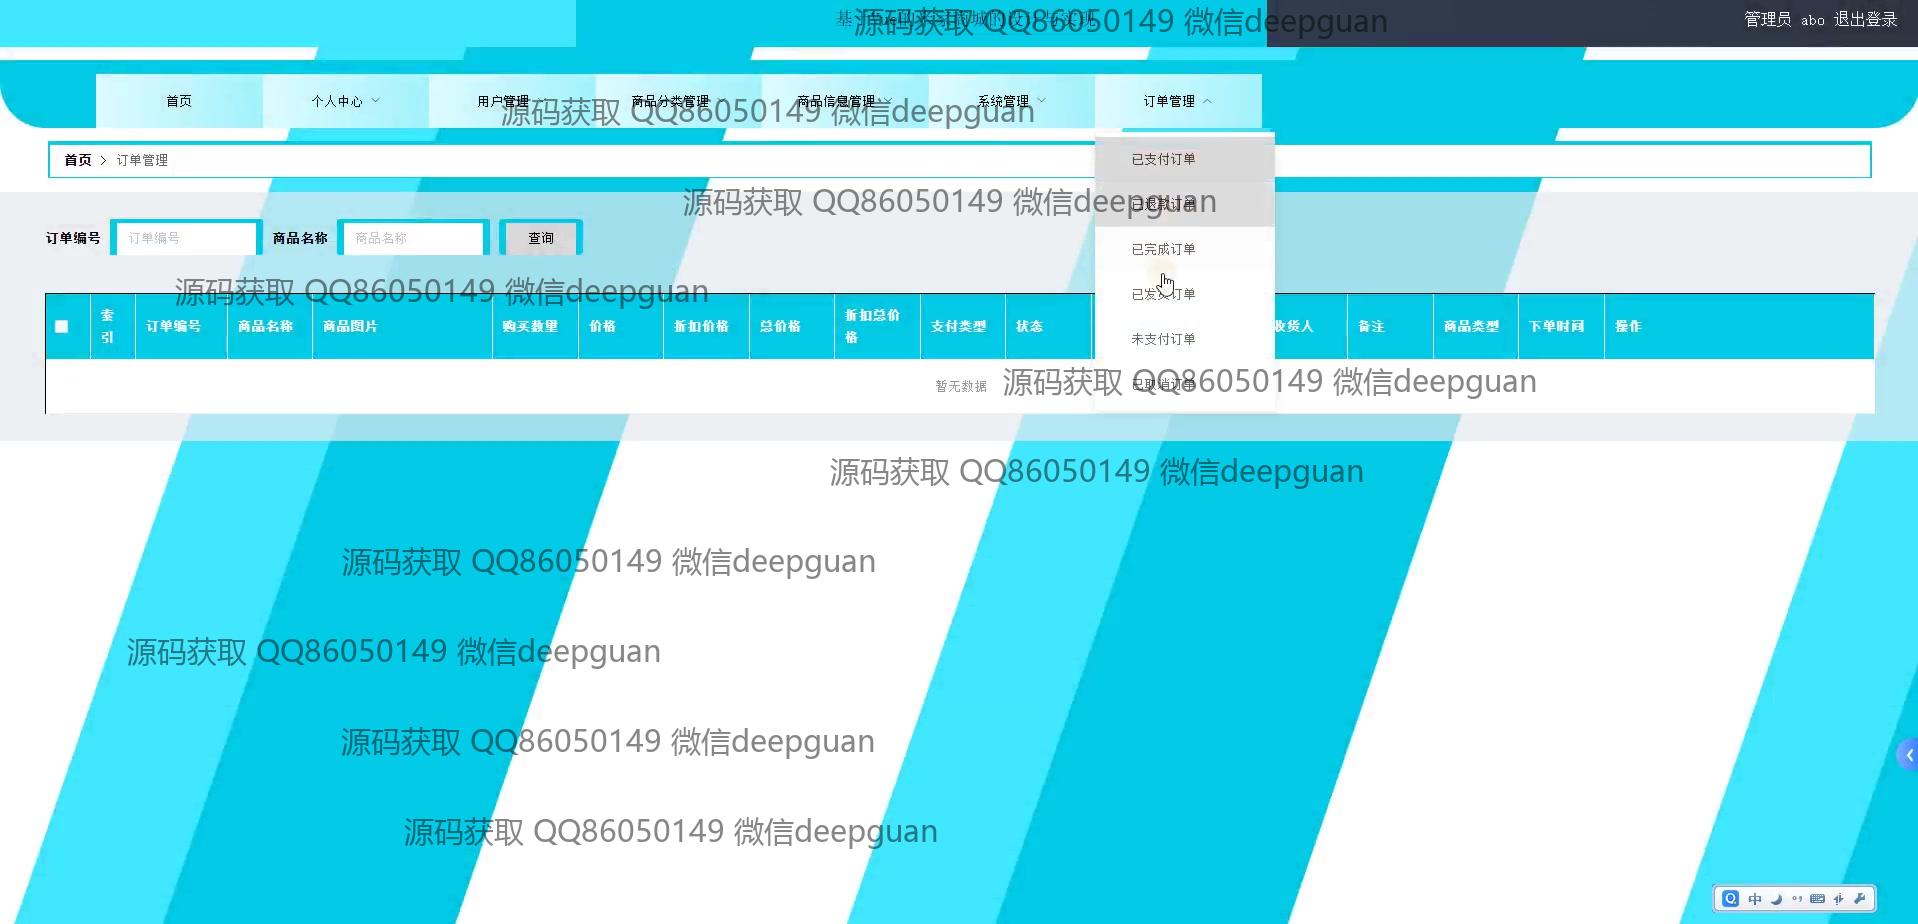 源码获取 QQ86050149 微信deepguan
管理员 abo 退出登录
首页 个人中心 用户管理 商品分类管理 商品信息管理 系统管理 订单管理
源码获取 QQ86050149 微信deepguan
首页 > 订单管理
已支付订单
源码获取 QQ86050149 微信deepguan
已退款订单
订单编号 订单编号 商品名称 商品名称 查询
已完成订单
源码获取 QQ86050149 微信deepguan
已发货订单
索引 订单编号 商品名称 商品图片 购买数量 价格 折扣价格 总价格 折扣总价格 支付类型 状态 收货人 备注 商品类型 下单时间 操作
未支付订单
暂无数据
源码获取 QQ86050149 微信deepguan
已取消订单
源码获取 QQ86050149 微信deepguan
源码获取 QQ86050149 微信deepguan
源码获取 QQ86050149 微信deepguan
源码获取 QQ86050149 微信deepguan
源码获取 QQ86050149 微信deepguan
中